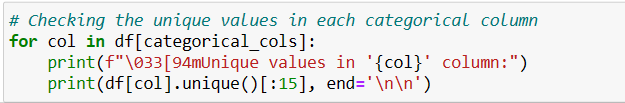 # Checking the unique values in each categorical column
for col in df[categorical_cols]:
    print(f"\033[94mUnique values in '{col}' column:")
    print(df[col].unique()[:15], end='\n\n')